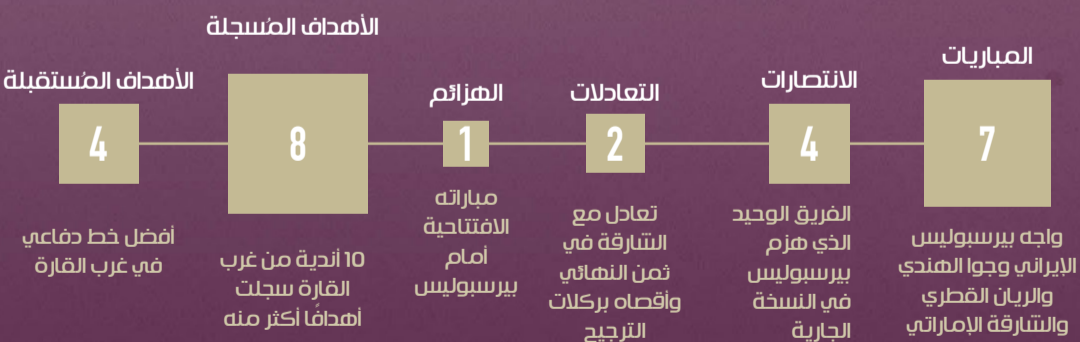 المباريات
7
واجه بيرسبوليس
الإيراني وجوا الهندي
والريان القطري
والشارقة الإماراتي
الانتصارات
4
الفريق الوحيد
الذي هزم
بيرسبوليس
في النسخة
الجارية
التعادلات
2
تعادل مع
الشارقة في
ثمن النهائي
وأقصاه بركلات
الترجيح
الهزائم
1
مباراته
الافتتاحية
أمام
بيرسبوليس
الأهداف المُسجلة
8
10 أندية من غرب
القارة سجلت
أهدافًا أكثر منه
الأهداف المُستقبلة
4
أفضل خط دفاعي
في غرب القارة